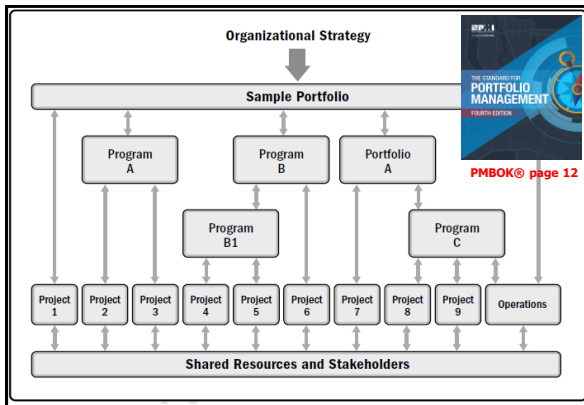 Organizational Strategy
Sample Portfolio
THE STANDARD FOR
PORTFOLIO
MANAGEMENT
FOURTH EDITION
PMBOK® page 12
Program
A
Program
B
Portfolio
A
Program
B1
Program
C
Project
1
Project
2
Project
3
Project
4
Project
5
Project
6
Project
7
Project
8
Project
9
Operations
Shared Resources and Stakeholders